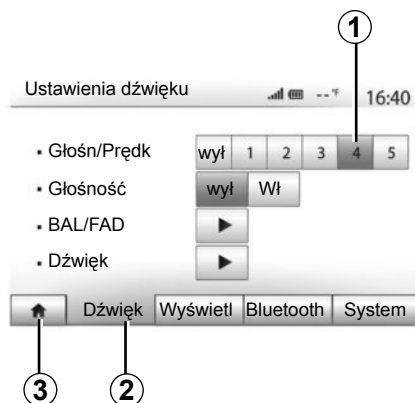 1
Ustawienia dźwięku --°F 16:40
Głośn/Prędk wył 1 2 3 4 5
Głośność wył Wł
BAL/FAD
Dźwięk
Dźwięk Wyświetl Bluetooth System
3 2